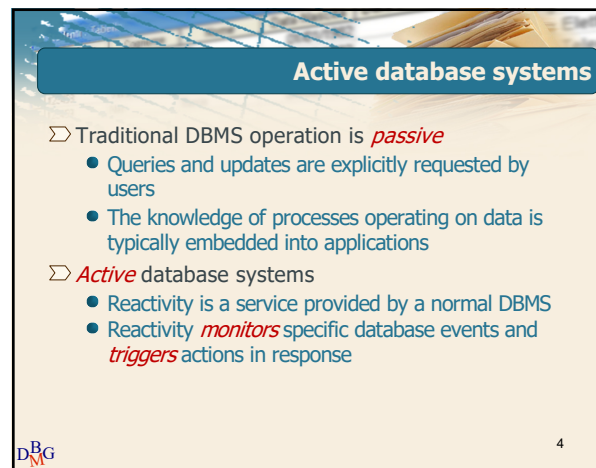 Active database systems
Traditional DBMS operation is passive
Queries and updates are explicitly requested by
users
The knowledge of processes operating on data is
typically embedded into applications
Active database systems
Reactivity is a service provided by a normal DBMS
Reactivity monitors specific database events and
triggers actions in response
DBMG
4